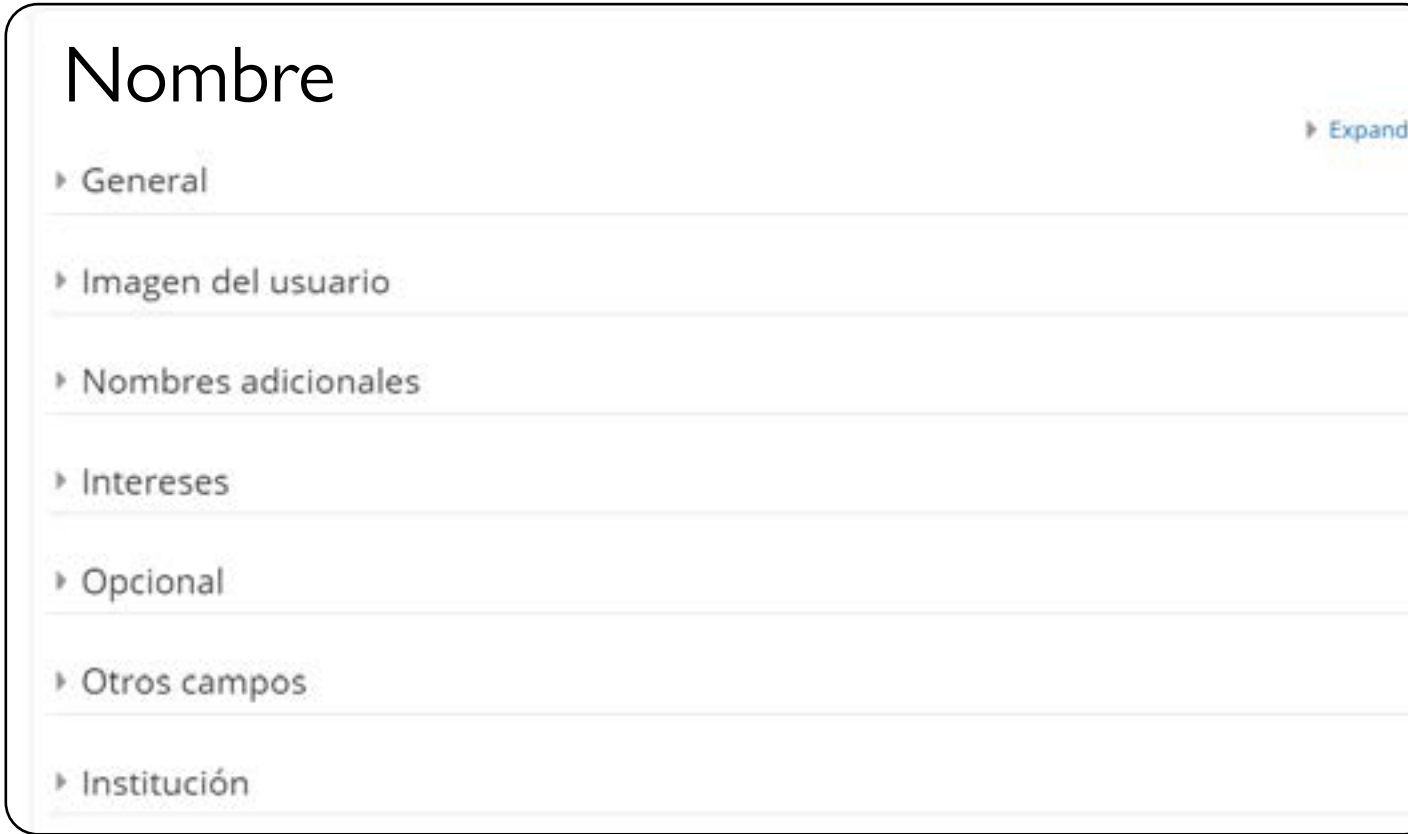 Nombre
Expand
General
Imagen del usuario
Nombres adicionales
Intereses
Opcional
Otros campos
Institución